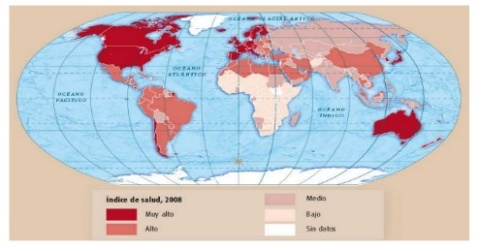 OCÉANO GLACIAL ÁRTICO
OCÉANO
ATLÁNTICO
OCÉANO
PACÍFICO
OCÉANO
ÍNDICO
Índice de salud, 2008
Muy alto
Alto
Medio
Bajo
Sin datos